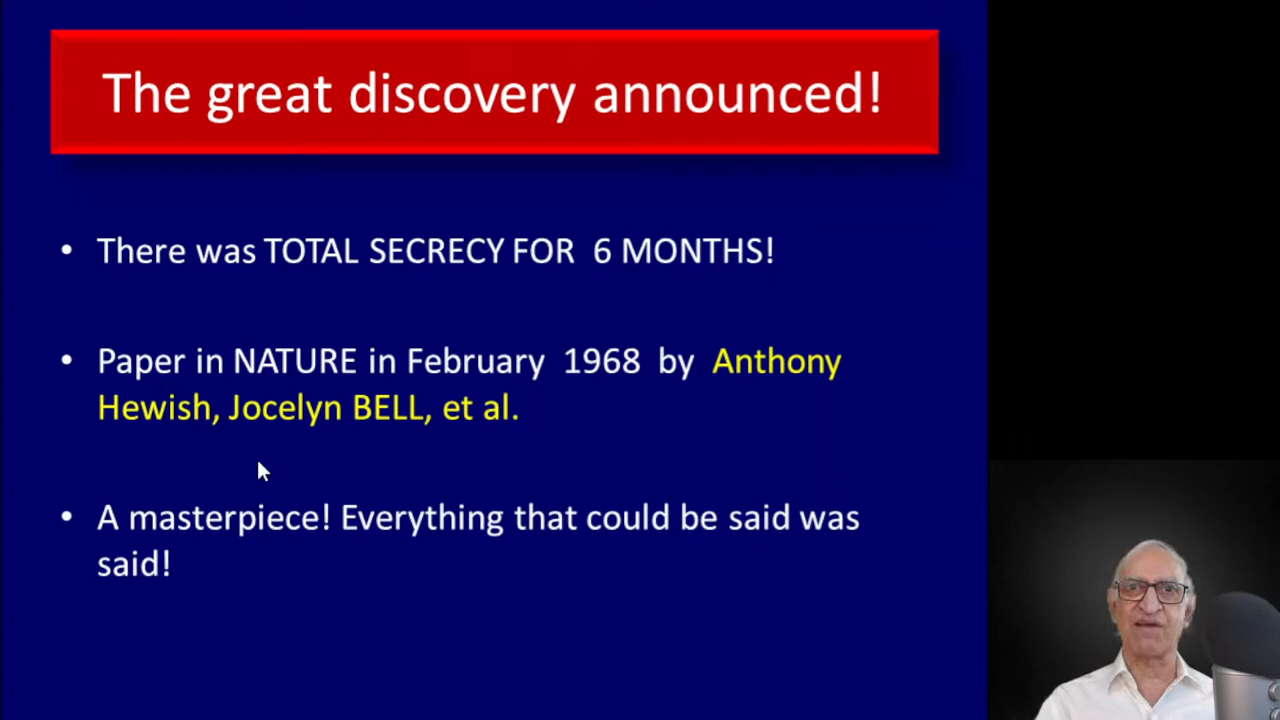 The great discovery announced!
• There was TOTAL SECRECY FOR 6 MONTHS!
• Paper in NATURE in February 1968 by Anthony
Hewish, Jocelyn BELL, et al.
• A masterpiece! Everything that could be said was
said!